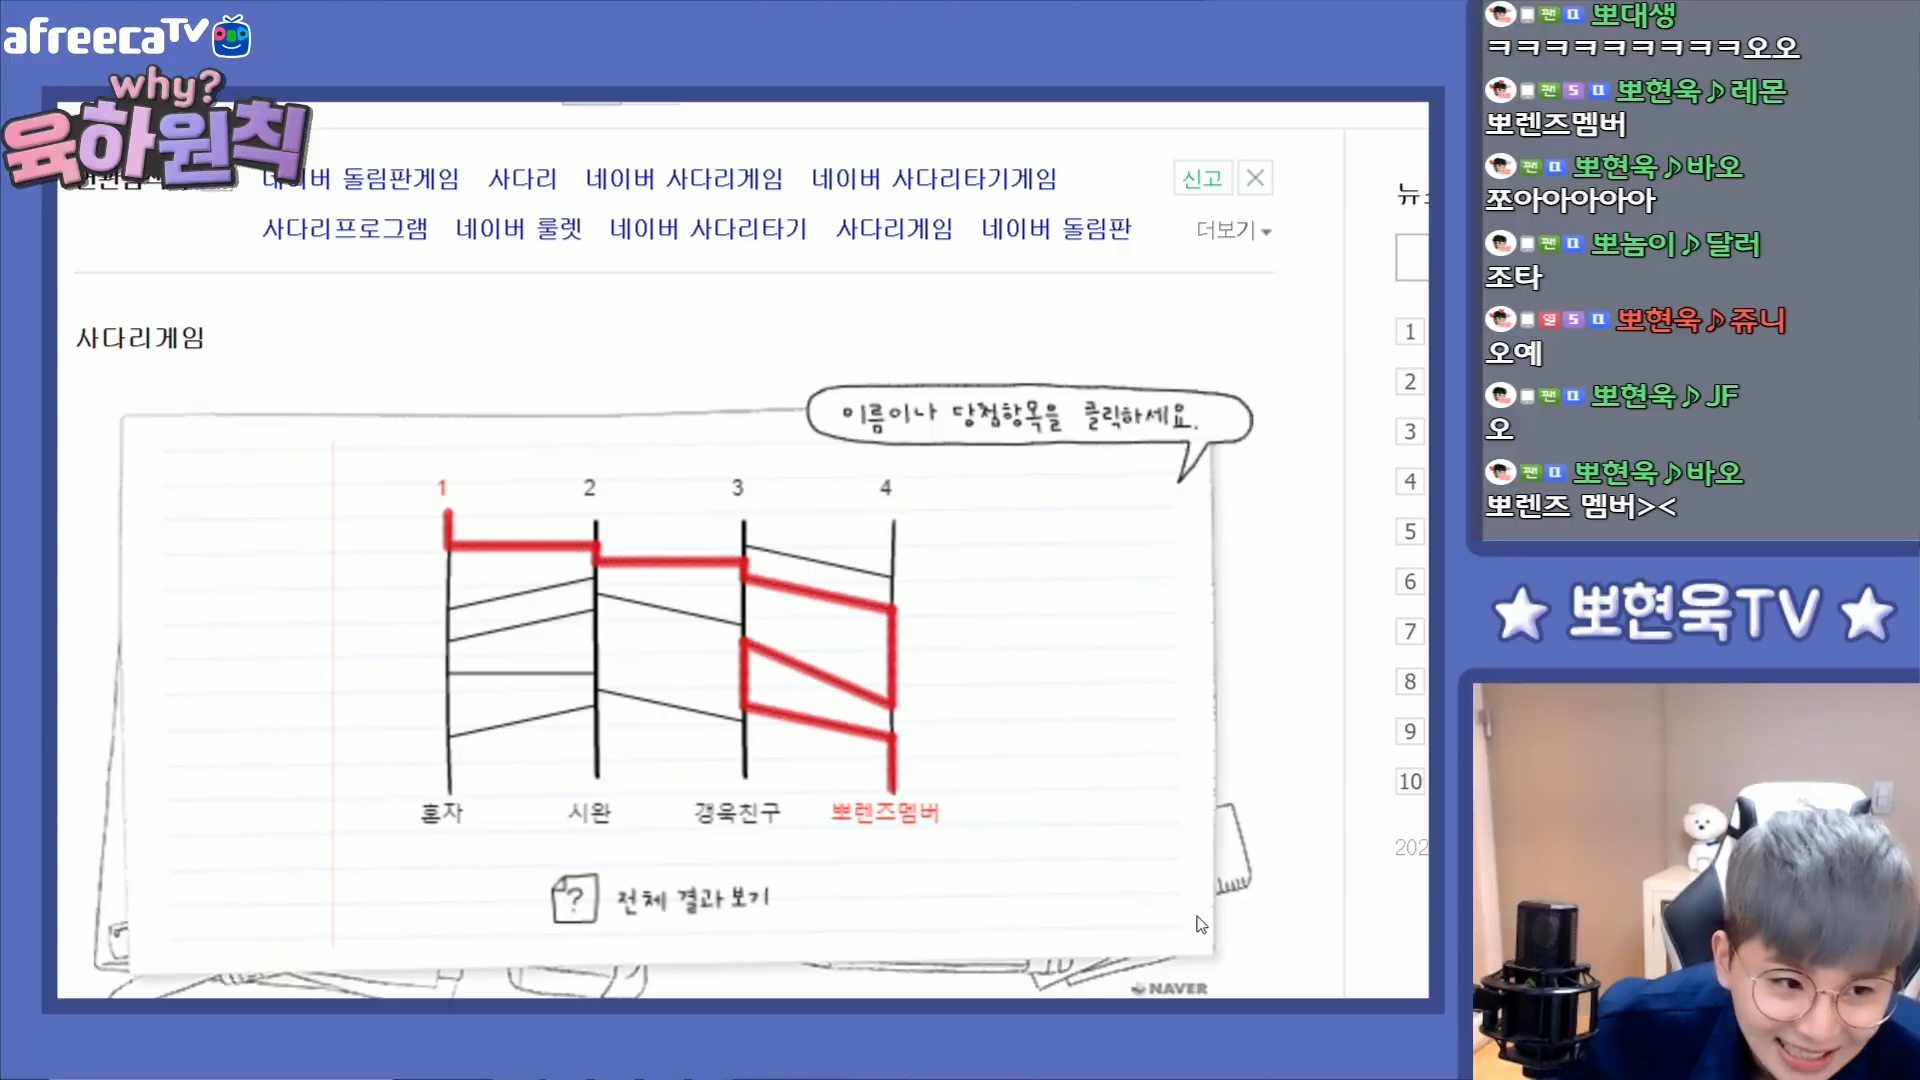 afreecaTV
why?
육하원칙
네이버 돌림판게임 사다리 네이버 사다리게임 네이버 사다리타기게임
신고
사다리프로그램 네이버 룰렛 네이버 사다리타기 사다리게임 네이버 돌림판
더보기
사다리게임
이름이나 당첨항목을 클릭하세요.
1 2 3 4
혼자 시완 갱욱친구 뽀렌즈멤버
? 전체 결과보기
NAVER
1
2
3
4
5
6
7
8
9
10
202
팬 뽀대생
ㅋㅋㅋㅋㅋㅋㅋㅋㅋ오오
팬 5 뽀현욱♪레몬
뽀렌즈멤버
팬 뽀현욱♪바오
쪼아아아아아
팬 뽀놈이♪달러
조타
열 5 뽀현욱♪쥬니
오예
팬 뽀현욱♪JF
오
팬 뽀현욱♪바오
뽀렌즈 멤버><
★ 뽀현욱TV ★